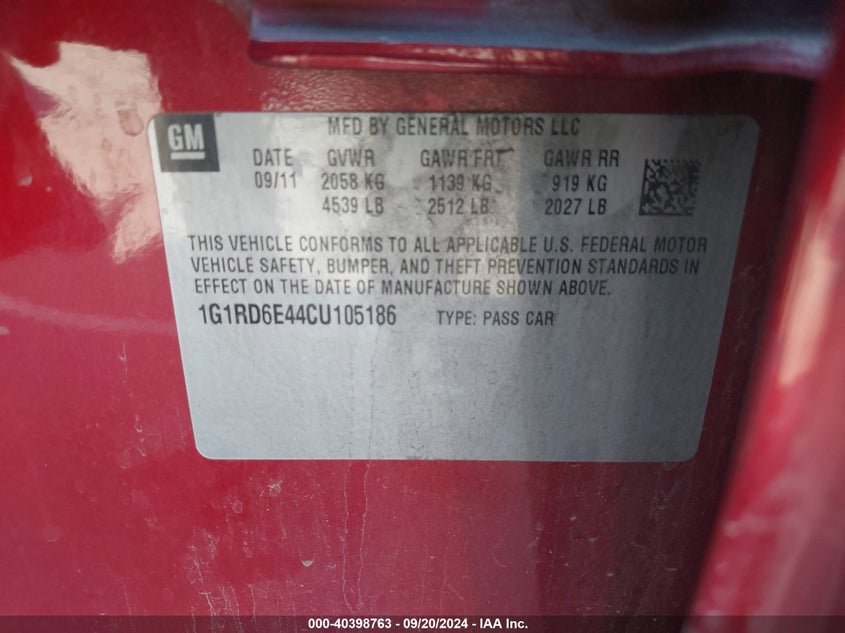 GM
MFD BY GENERAL MOTORS LLC
DATE GVWR GAWR FRT GAWR RR
09/11 2058 KG 1139 KG 919 KG
4539 LB 2512 LB 2027 LB
THIS VEHICLE CONFORMS TO ALL APPLICABLE U.S. FEDERAL MOTOR
VEHICLE SAFETY, BUMPER, AND THEFT PREVENTION STANDARDS IN
EFFECT ON THE DATE OF MANUFACTURE SHOWN ABOVE.
1G1RD6E44CU105186 TYPE: PASS CAR
000-40398763 - 09/20/2024 - IAA Inc.